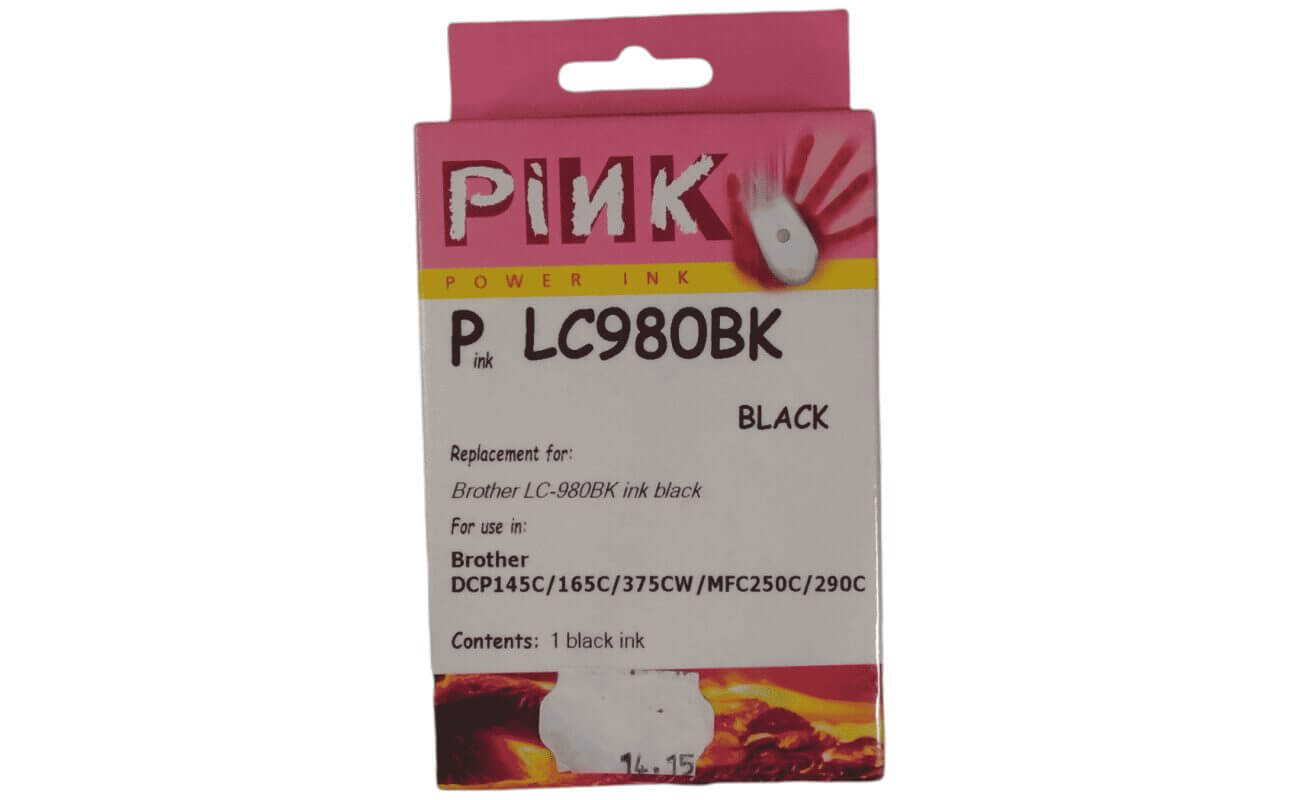 PiNK
POWER INK
Pink LC980BK
BLACK
Replacement for:
Brother LC-980BK ink black
For use in:
Brother
DCP145C/165C/375CW/MFC250C/290C
Contents: 1 black ink
14.15